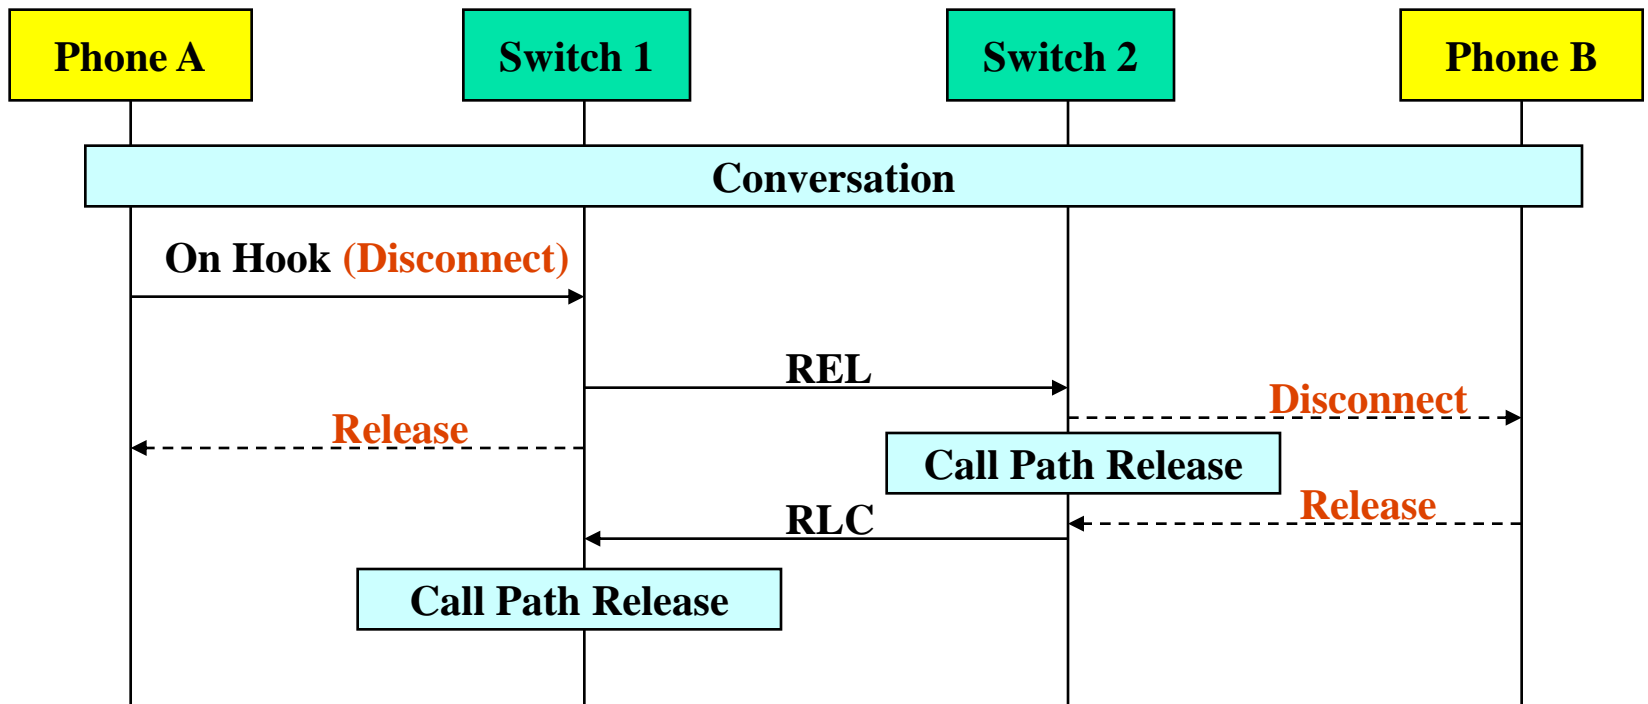 Phone A
Switch 1
Switch 2
Phone B
Conversation
On Hook (Disconnect)
REL
Disconnect
Release
Call Path Release
Release
RLC
Call Path Release